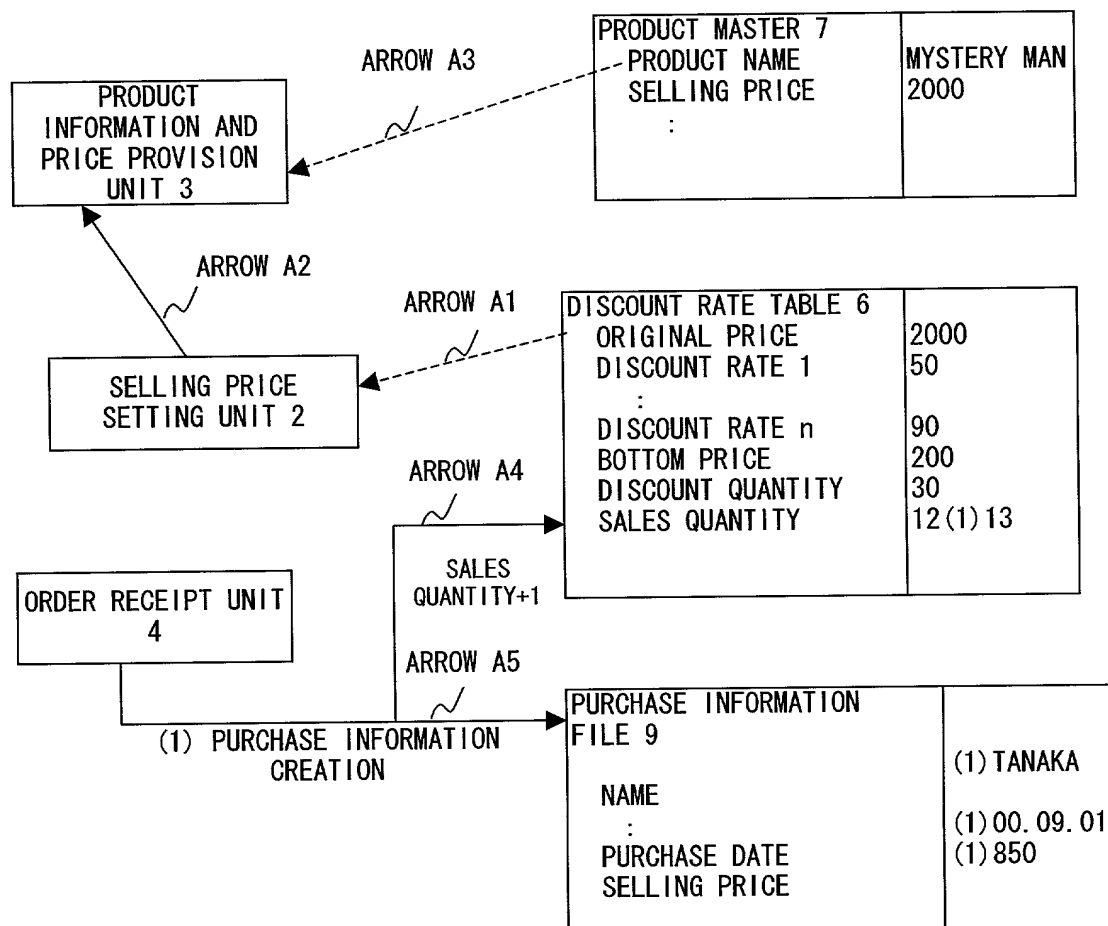 PRODUCT MASTER 7
PRODUCT NAME MYSTERY MAN
SELLING PRICE 2000
:
ARROW A3
PRODUCT
INFORMATION AND
PRICE PROVISION
UNIT 3
ARROW A2
ARROW A1
DISCOUNT RATE TABLE 6
ORIGINAL PRICE 2000
DISCOUNT RATE 1 50
:
DISCOUNT RATE n 90
BOTTOM PRICE 200
DISCOUNT QUANTITY 30
SALES QUANTITY 12(1)13
SELLING PRICE
SETTING UNIT 2
ARROW A4
SALES
QUANTITY+1
ORDER RECEIPT UNIT
4
ARROW A5
(1) PURCHASE INFORMATION
CREATION
PURCHASE INFORMATION
FILE 9
(1)TANAKA
NAME
:
(1)00.09.01
PURCHASE DATE
(1)850
SELLING PRICE